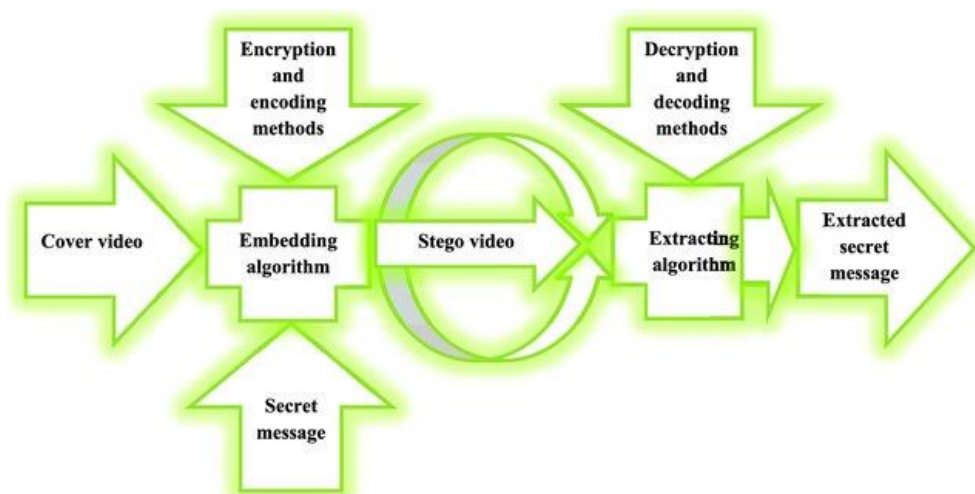 Encryption
and
encoding
methods
Decryption
and
decoding
methods
Cover video
Embedding
algorithm
Stego video
Extracting
algorithm
Extracted
secret
message
Secret
message